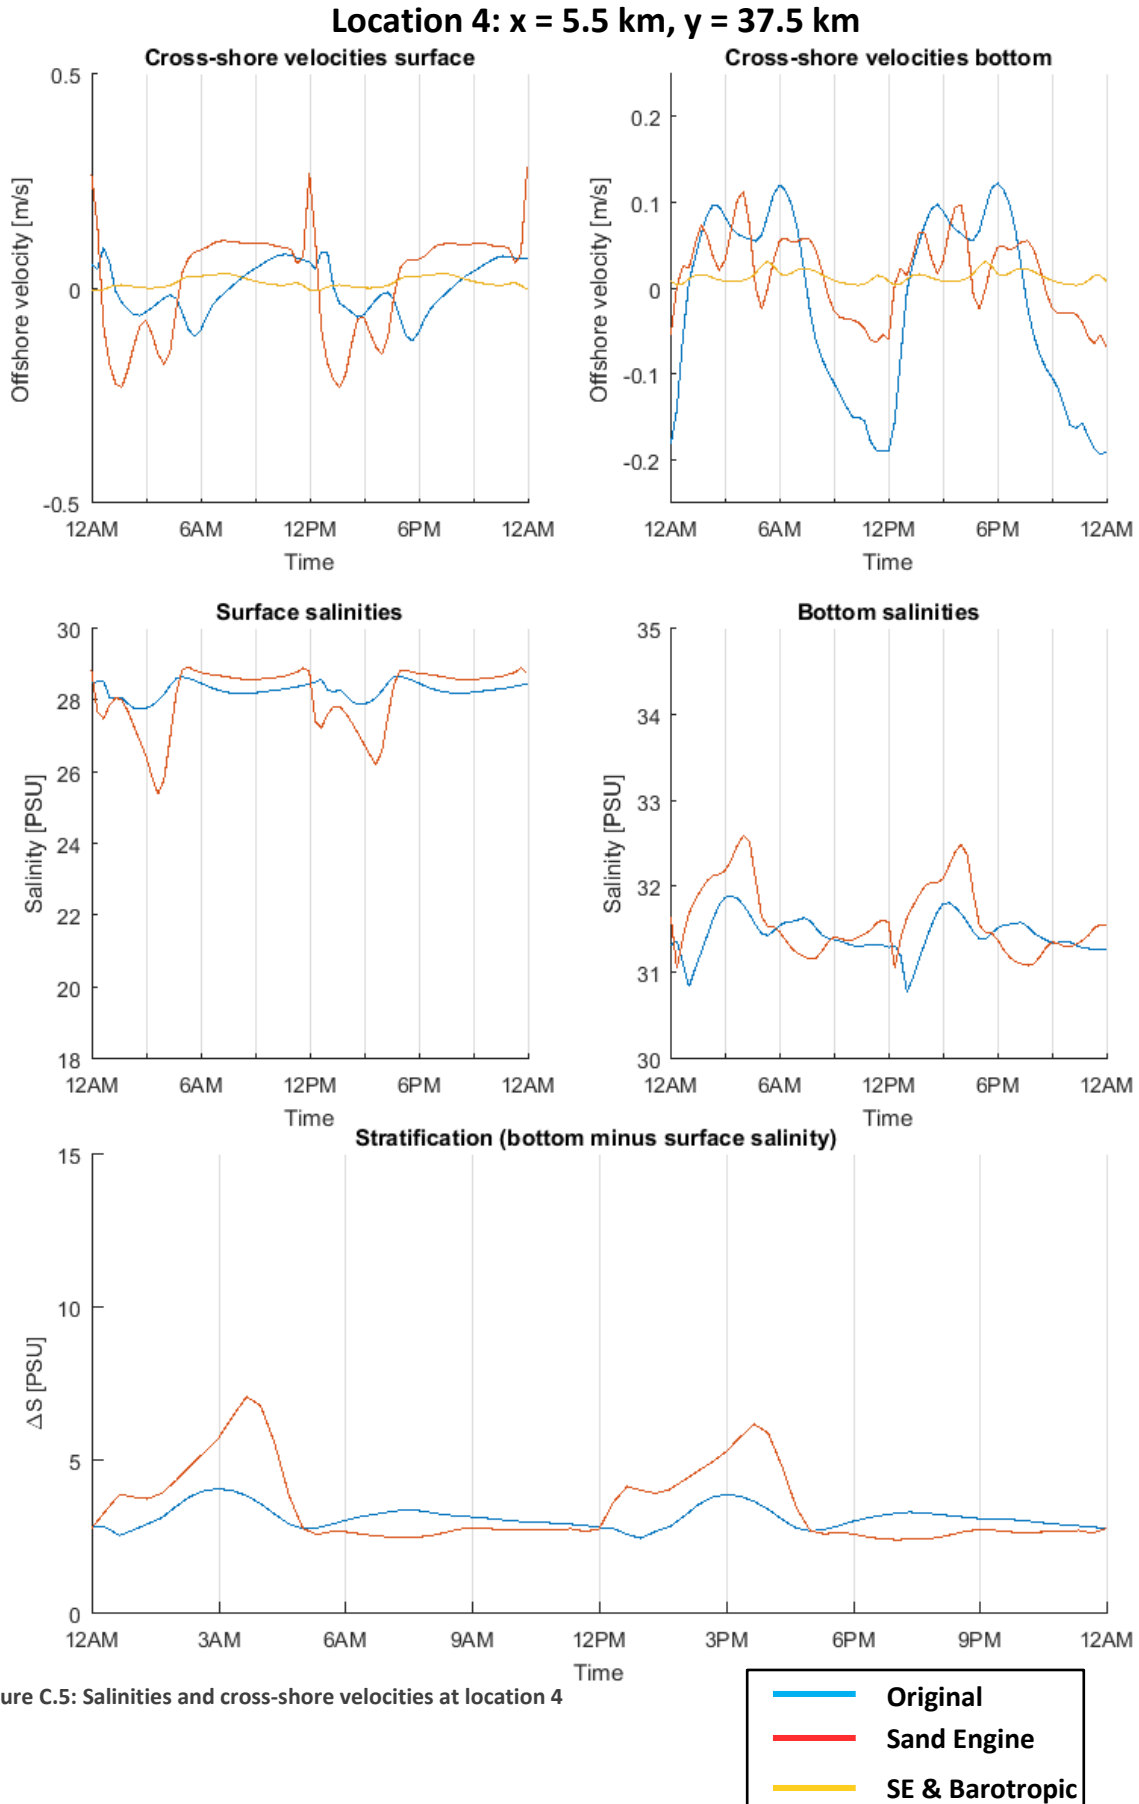 Location 4: x = 5.5 km, y = 37.5 km
Cross-shore velocities surface
0.5
0
-0.5
Offshore velocity [m/s]
12AM 6AM 12PM 6PM 12AM
Time
Cross-shore velocities bottom
0.2
0.1
0
-0.1
-0.2
Offshore velocity [m/s]
12AM 6AM 12PM 6PM 12AM
Time
Surface salinities
30
28
26
24
22
20
18
Salinity [PSU]
12AM 6AM 12PM 6PM 12AM
Time
Bottom salinities
35
34
33
32
31
30
Salinity [PSU]
12AM 6AM 12PM 6PM 12AM
Time
Stratification (bottom minus surface salinity)
15
10
5
0
ΔS [PSU]
12AM 3AM 6AM 9AM 12PM 3PM 6PM 9PM 12AM
Time
ure C.5: Salinities and cross-shore velocities at location 4
Original
Sand Engine
SE & Barotropic